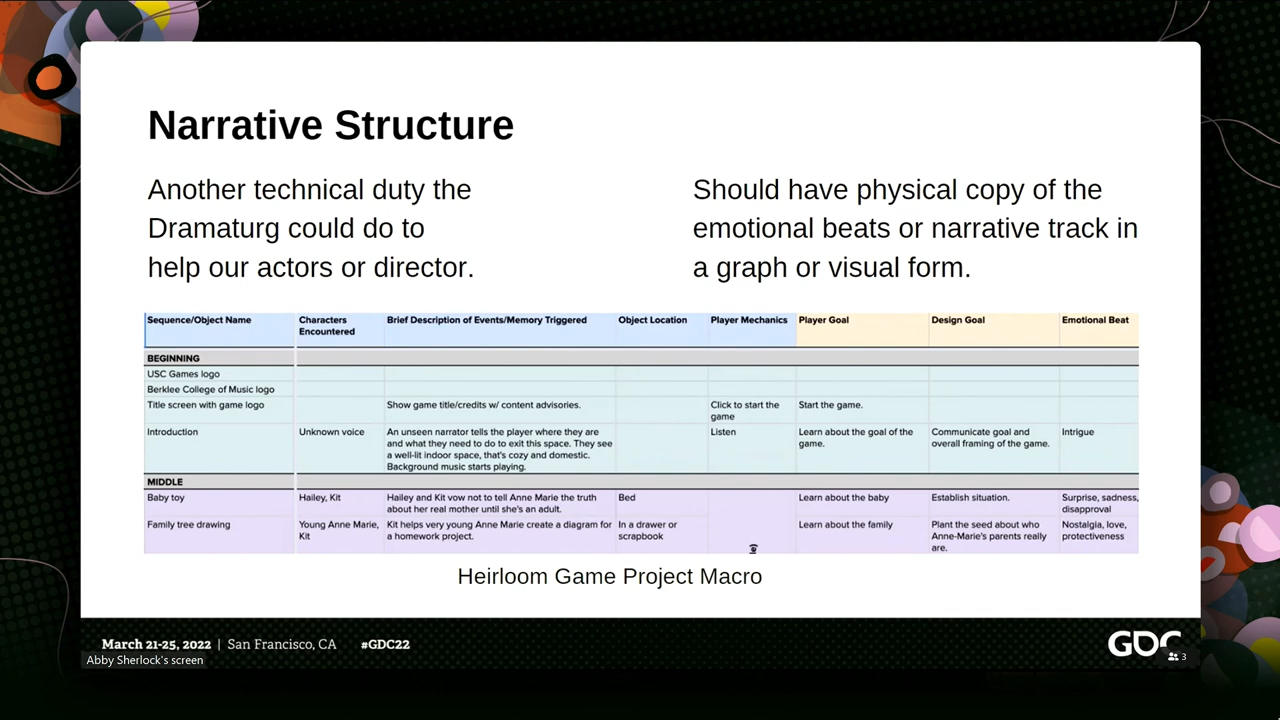 Narrative Structure
Another technical duty the
Dramaturg could do to
help our actors or director.
Should have physical copy of the
emotional beats or narrative track in
a graph or visual form.
Sequence/Object Name
Characters
Encountered
Brief Description of Events/Memory Triggered
Object Location
Player Mechanics
Player Goal
Design Goal
Emotional Beat
BEGINNING
USC Games logo
Berklee College of Music logo
Title screen with game logo
Show game title/credits w/ content advisories.
Click to start the
game
Start the game.
Introduction
Unknown voice
An unseen narrator tells the player where they are
and what they need to do to exit this space. They see
a well-lit indoor space, that's cozy and domestic.
Background music starts playing.
Listen
Learn about the goal of the
game.
Communicate goal and
overall framing of the game.
Intrigue
MIDDLE
Baby toy
Hailey, Kit
Hailey and Kit vow not to tell Anne Marie the truth
about her real mother until she's an adult.
Bed
Learn about the baby
Establish situation.
Surprise, sadness,
disapproval
Family tree drawing
Young Anne Marie,
Kit
Kit helps very young Anne Marie create a diagram for
a homework project.
In a drawer or
scrapbook
Learn about the family
Plant the seed about who
Anne-Marie's parents really
are.
Nostalgia, love,
protectiveness
Heirloom Game Project Macro
March 21-25, 2022 | San Francisco, CA #GDC22
GDC
Abby Sherlock's screen
3